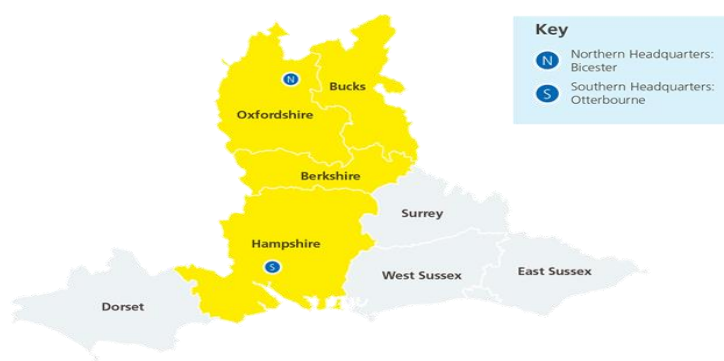 Key
N Northern Headquarters:
Bicester
S Southern Headquarters:
Otterbourne
N
Bucks
Oxfordshire
Berkshire
Surrey
Hampshire
S
West Sussex
East Sussex
Dorset